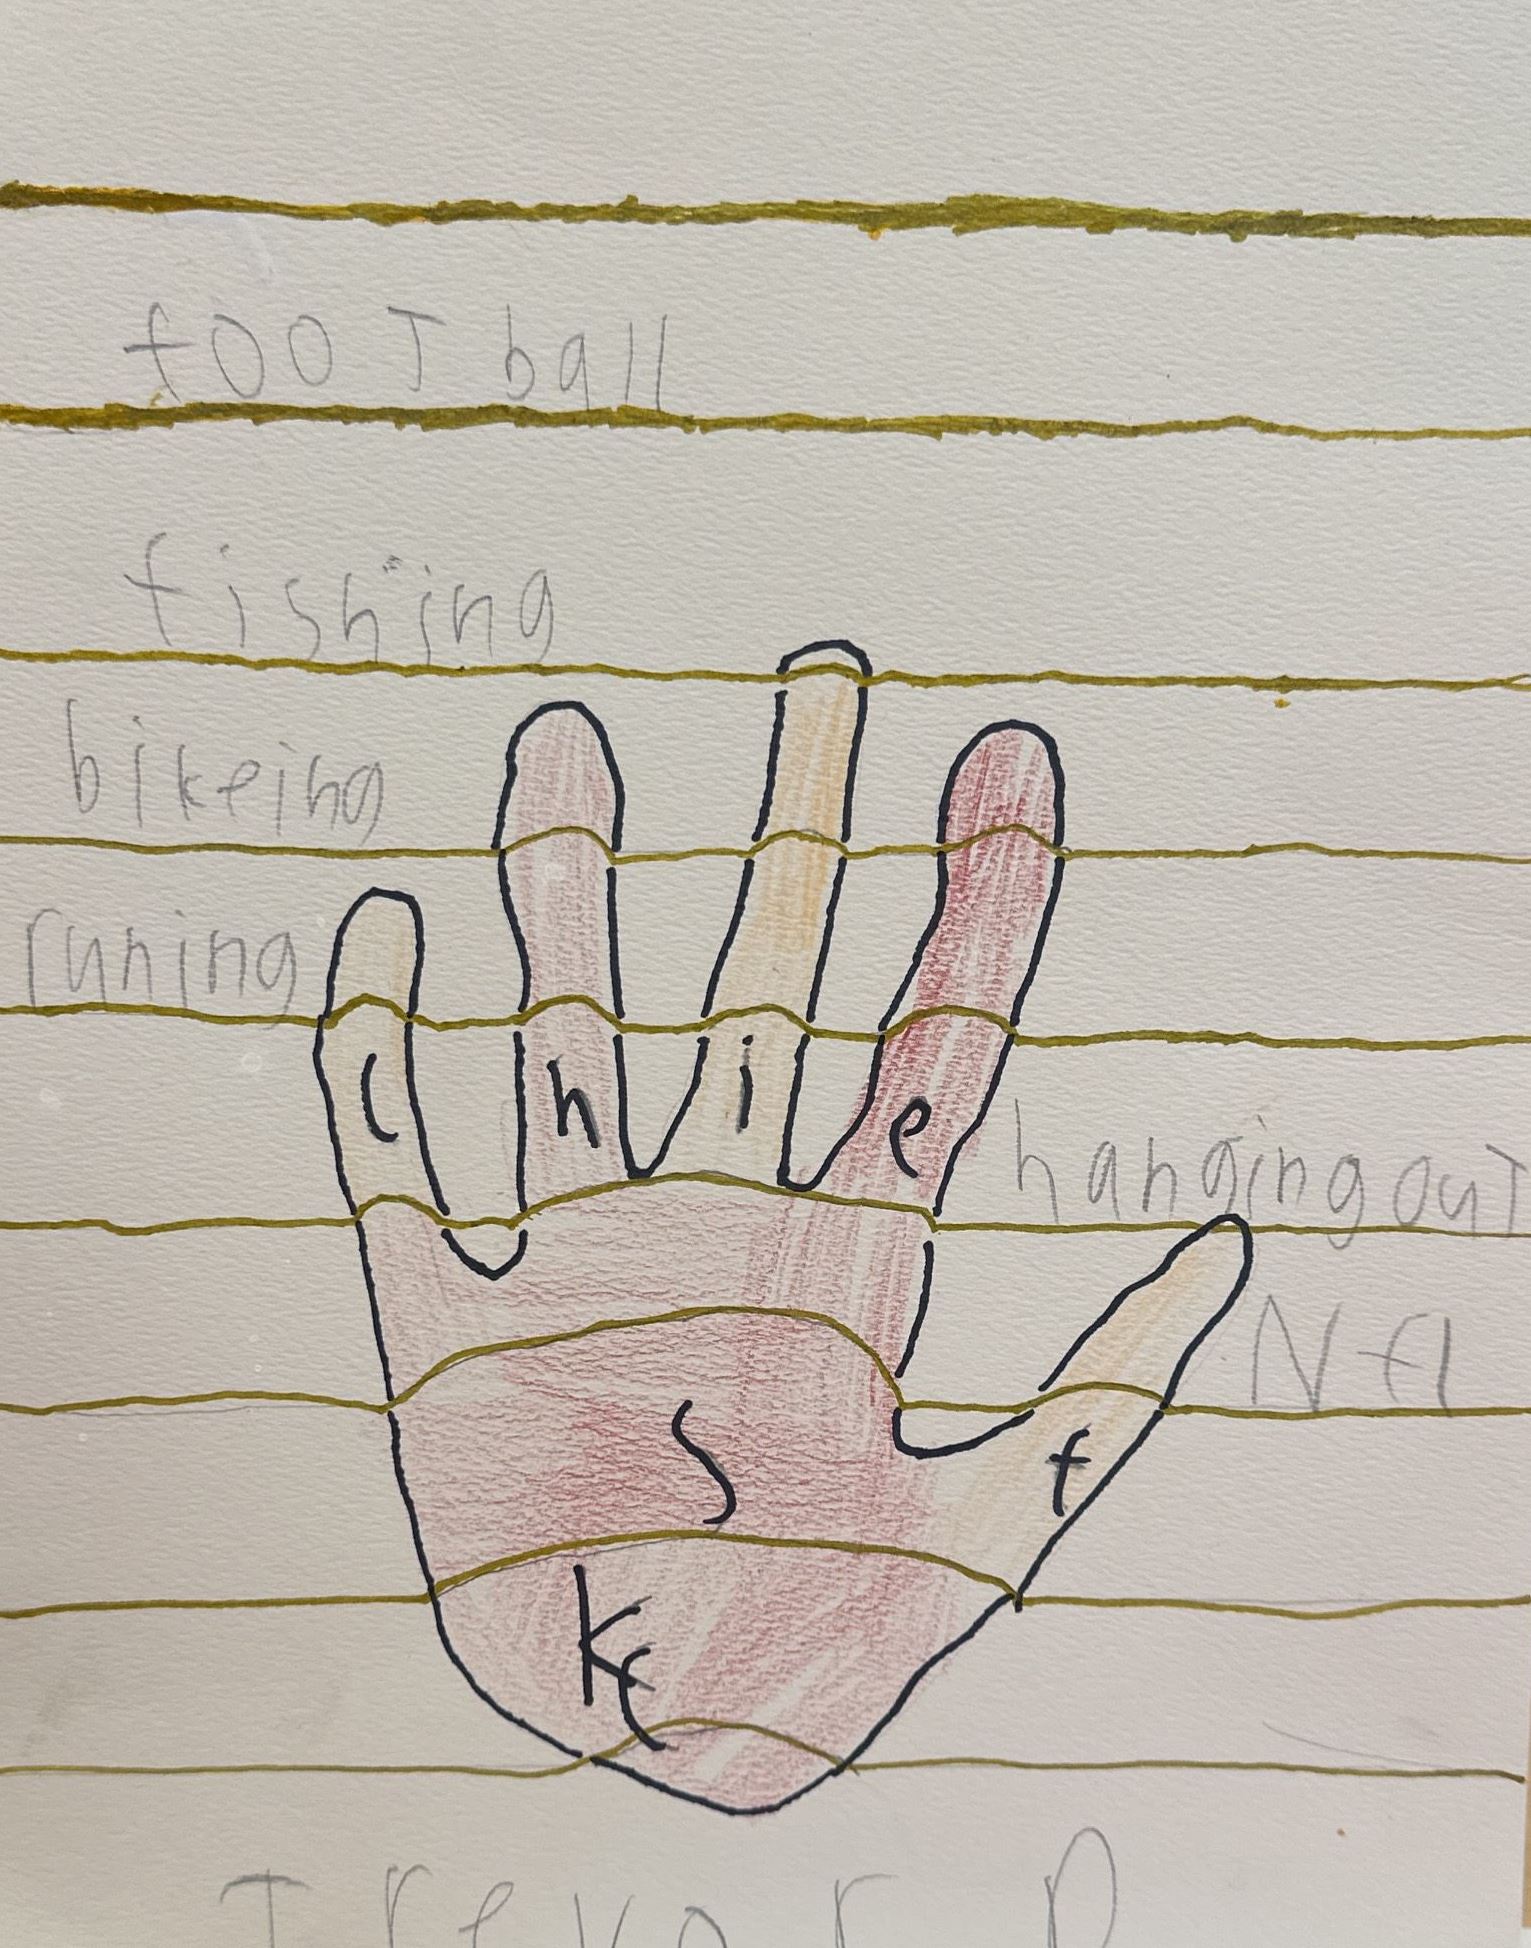 fooTball
fishing
bikeing
runing
C h i e f
hangingouT
Nfl
S
KC
Trevor P